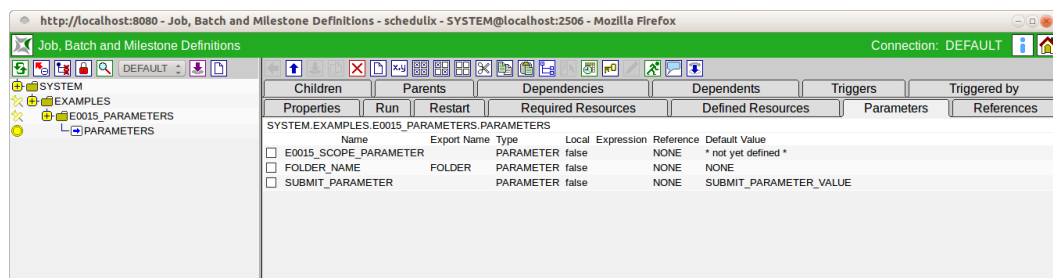 http://localhost:8080 - Job, Batch and Milestone Definitions - schedulix - SYSTEM@localhost:2506 - Mozilla Firefox
Job, Batch and Milestone Definitions Connection: DEFAULT
DEFAULT
SYSTEM
EXAMPLES
E0015_PARAMETERS
PARAMETERS
x,y
Children Parents Dependencies Dependents Triggers Triggered by
Properties Run Restart Required Resources Defined Resources Parameters References
SYSTEM.EXAMPLES.E0015_PARAMETERS.PARAMETERS
Name Export Name Type Local Expression Reference Default Value
E0015_SCOPE_PARAMETER PARAMETER false NONE * not yet defined *
FOLDER_NAME FOLDER PARAMETER false NONE NONE
SUBMIT_PARAMETER PARAMETER false NONE SUBMIT_PARAMETER_VALUE